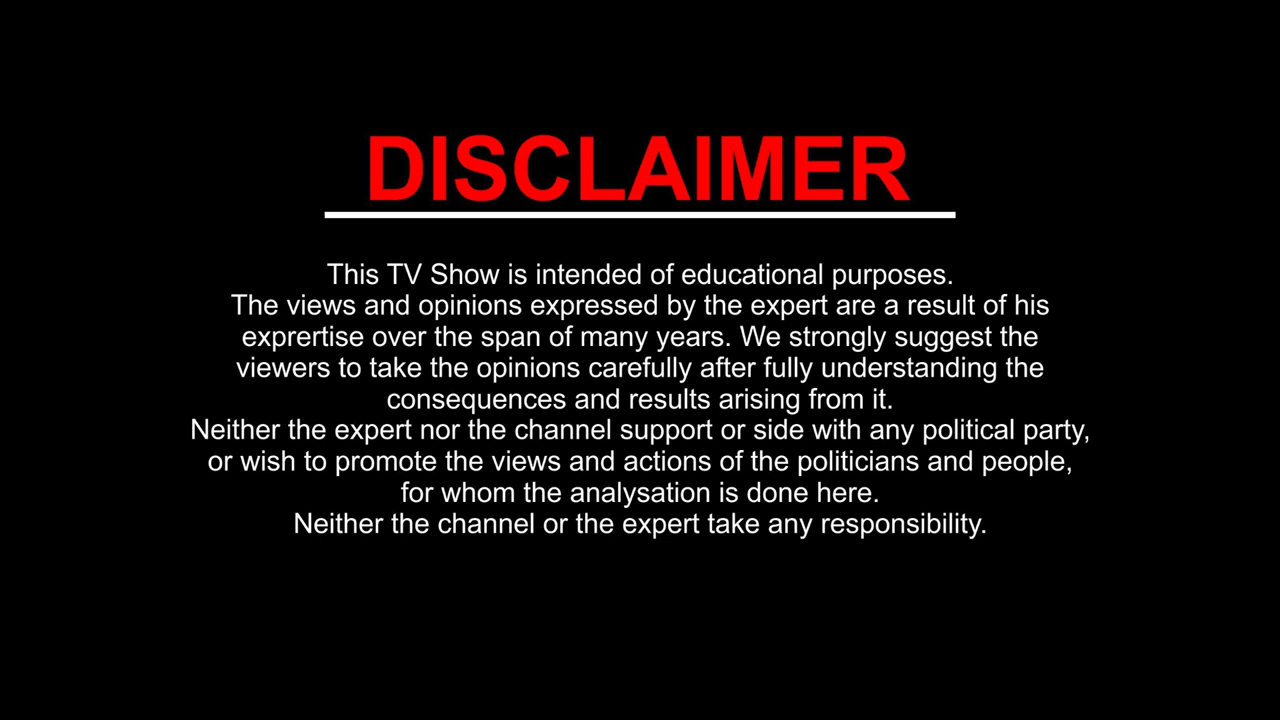 DISCLAIMER
This TV Show is intended of educational purposes.
The views and opinions expressed by the expert are a result of his
exprertise over the span of many years. We strongly suggest the
viewers to take the opinions carefully after fully understanding the
consequences and results arising from it.
Neither the expert nor the channel support or side with any political party,
or wish to promote the views and actions of the politicians and people,
for whom the analysation is done here.
Neither the channel or the expert take any responsibility.